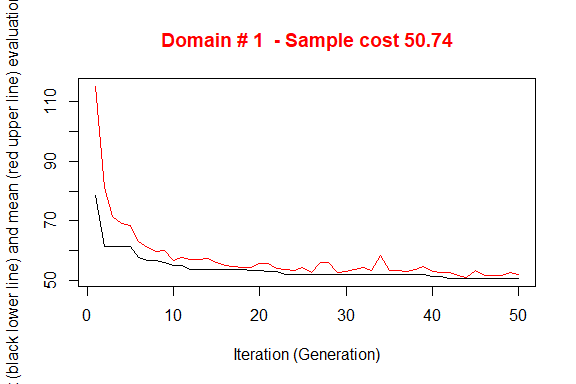 Domain # 1 - Sample cost 50.74
(black lower line) and mean (red upper line) evaluation
110
90
70
50
0 10 20 30 40 50
Iteration (Generation)